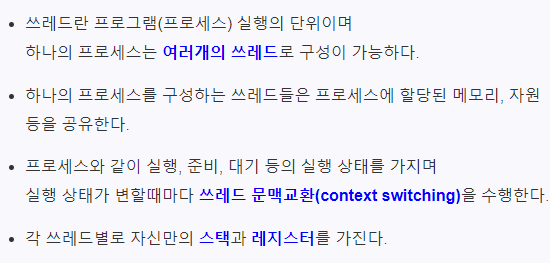 쓰레드란 프로그램(프로세스) 실행의 단위이며
하나의 프로세스는 여러개의 쓰레드로 구성이 가능하다.
하나의 프로세스를 구성하는 쓰레드들은 프로세스에 할당된 메모리, 자원
등을 공유한다.
프로세스와 같이 실행, 준비, 대기 등의 실행 상태를 가지며
실행 상태가 변할때마다 쓰레드 문맥교환(context switching)을 수행한다.
각 쓰레드별로 자신만의 스택과 레지스터를 가진다.